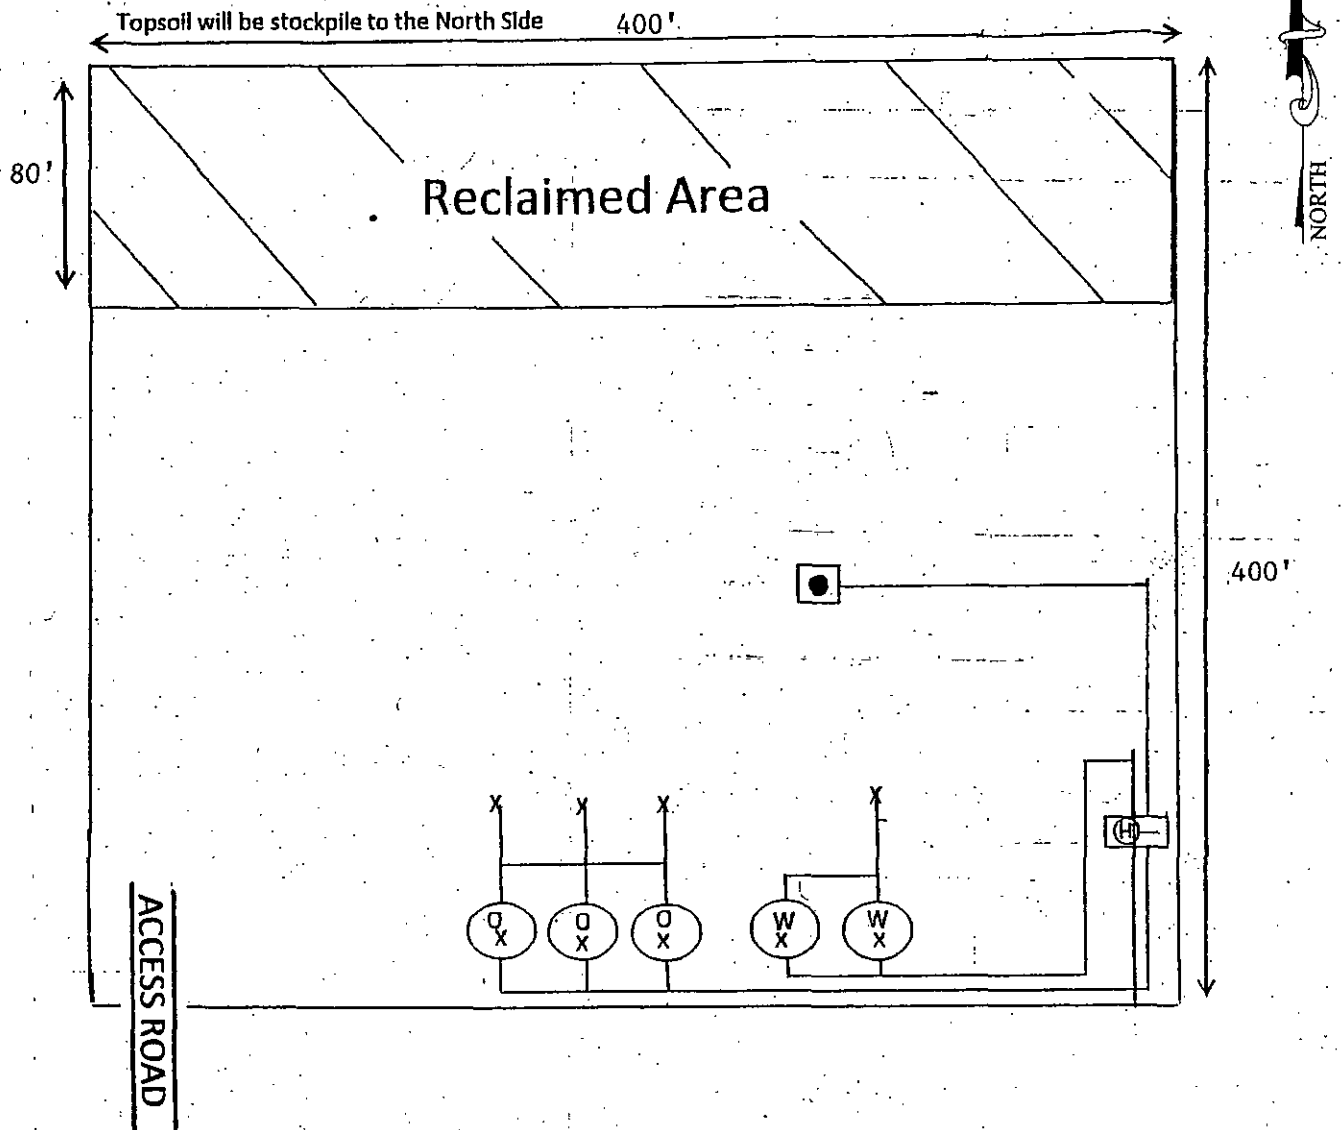 Topsoil will be stockpile to the North Side
400'
80'
Reclaimed Area
NORTH
400'
X X X X
O X
O X
O X
W X
W X
H
ACCESS ROAD